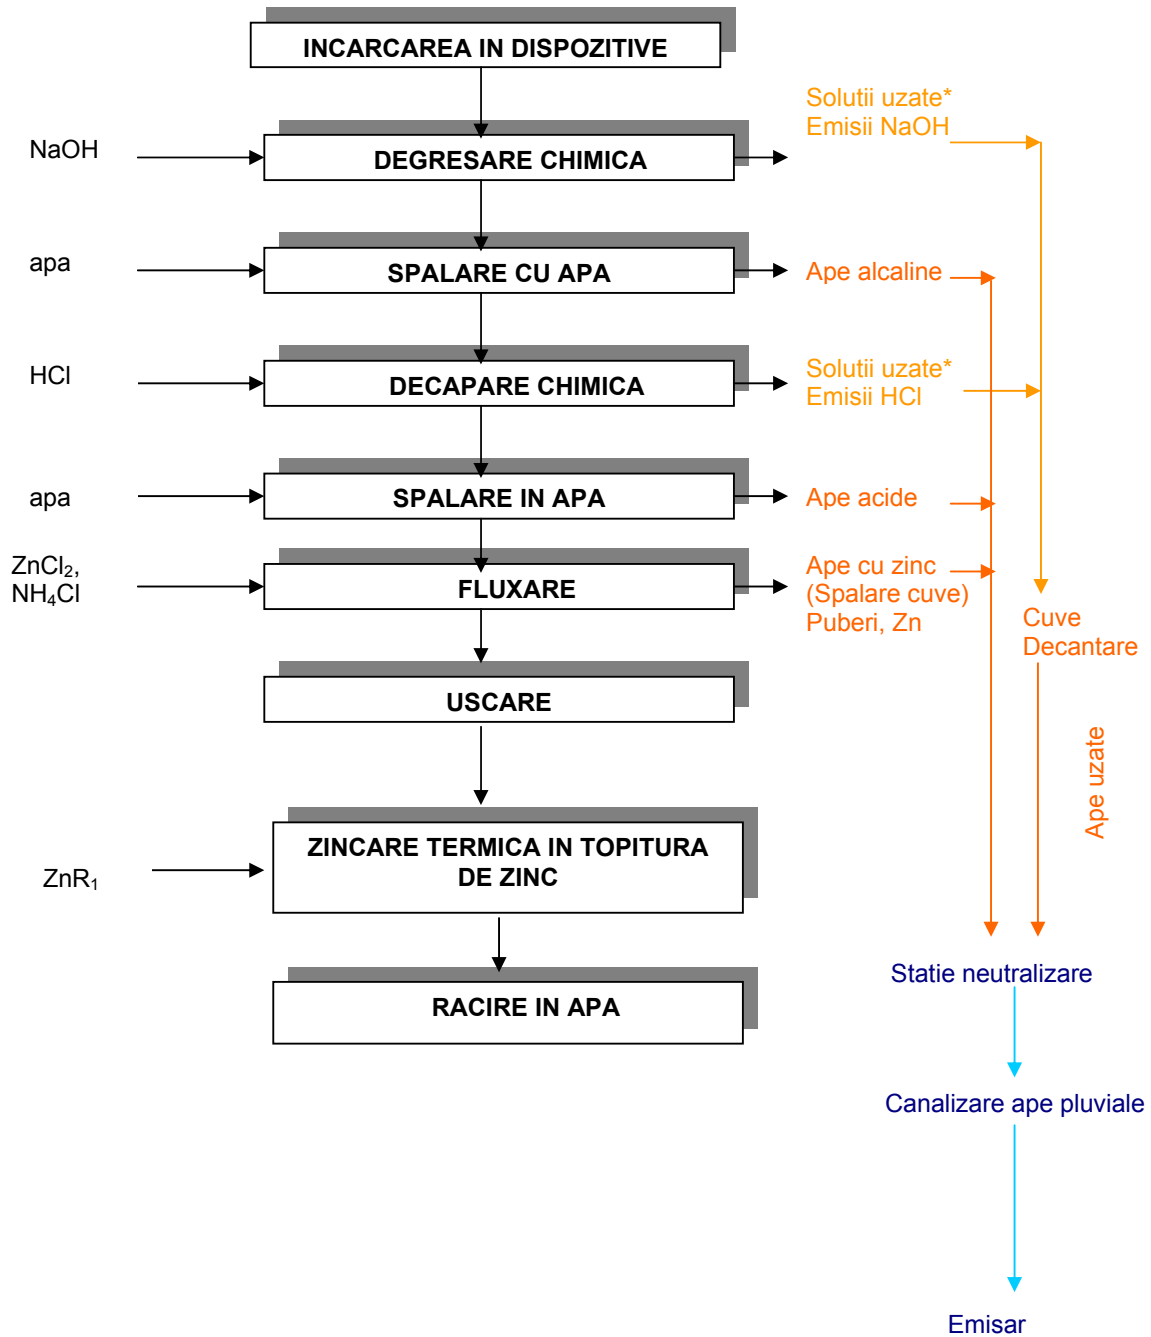 INCARCAREA IN DISPOZITIVE
Solutii uzate*
Emisii NaOH
NaOH
DEGRESARE CHIMICA
apa
SPALARE CU APA
Ape alcaline
HCl
DECAPARE CHIMICA
Solutii uzate*
Emisii HCl
apa
SPALARE IN APA
Ape acide
ZnCl₂,
NH₄Cl
FLUXARE
Ape cu zinc
(Spalare cuve)
Puberi, Zn
Cuve
Decantare
USCARE
Ape uzate
ZINCARE TERMICA IN TOPITURA
DE ZINC
ZnR₁
Statie neutralizare
RACIRE IN APA
Canalizare ape pluviale
Emisar